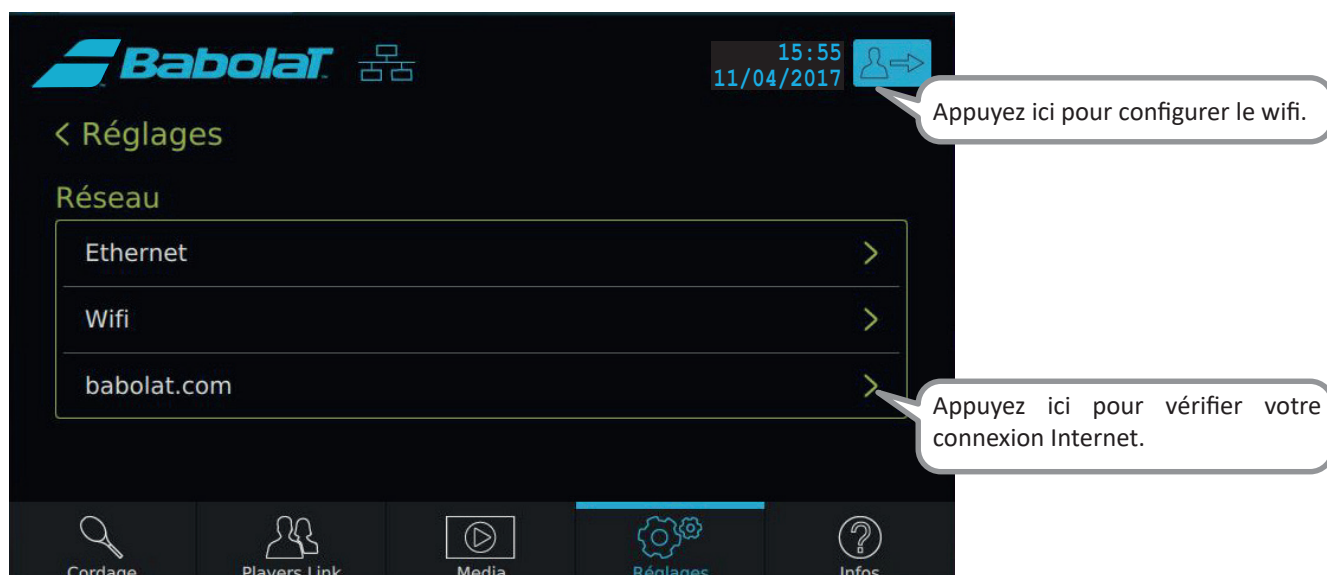 Babolat
15:55
11/04/2017
Appuyez ici pour configurer le wifi.
< Réglages
Réseau
Ethernet
Wifi
babolat.com
Appuyez ici pour vérifier votre
connexion Internet.
Cordage
Players Link
Media
Réglages
Infos